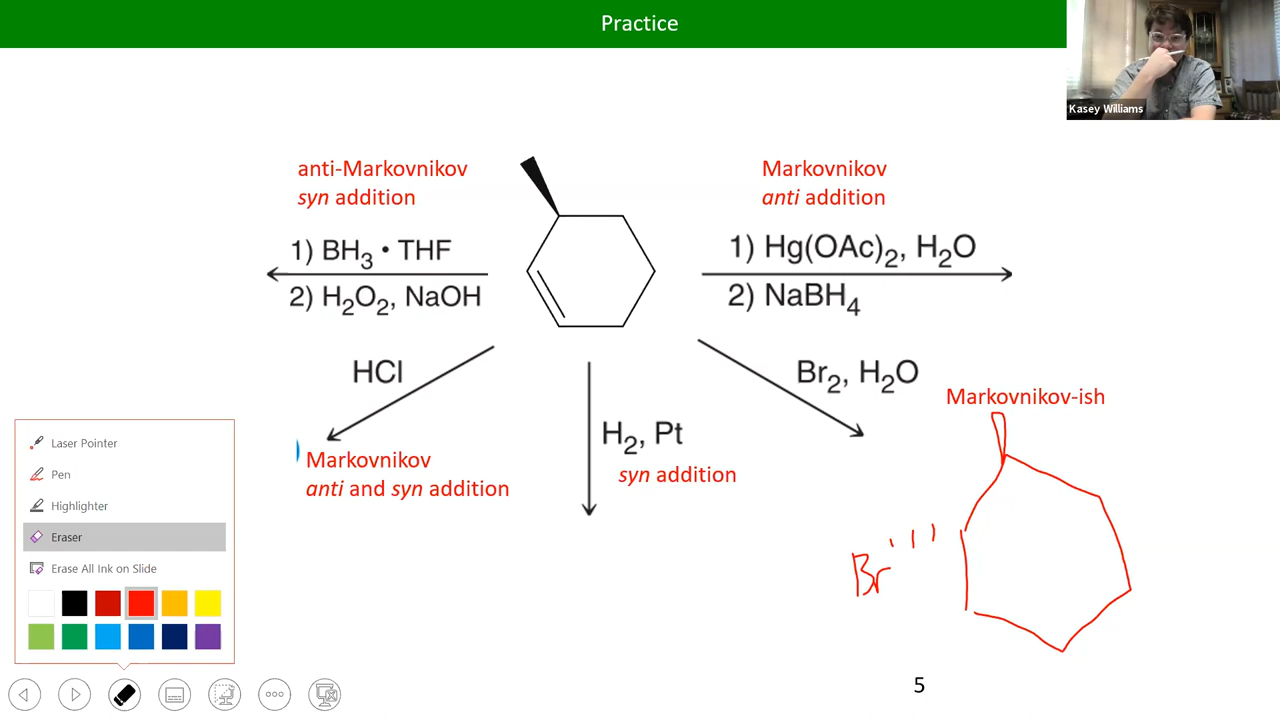 Practice
Kasey Williams
anti-Markovnikov
syn addition
Markovnikov
anti addition
1) BH₃ • THF
2) H₂O₂, NaOH
1) Hg(OAc)₂, H₂O
2) NaBH₄
HCl
Br₂, H₂O
Markovnikov-ish
H₂, Pt
syn addition
Markovnikov
anti and syn addition
Br
Laser Pointer
Pen
Highlighter
Eraser
Erase All Ink on Slide
5